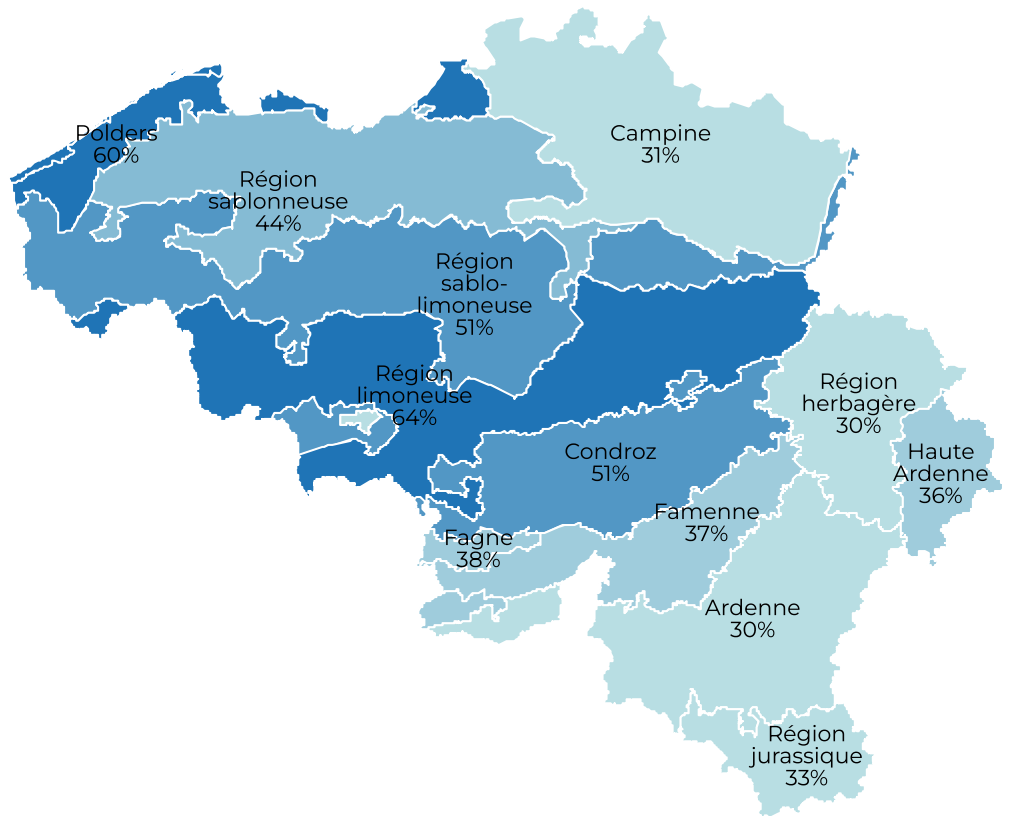 Polders
60%
Campine
31%
Région
sablonneuse
44%
Région
sablo-
limoneuse
51%
Région
limoneuse
64%
Région
herbagère
30%
Condroz
51%
Haute
Ardenne
36%
Famenne
37%
Fagne
38%
Ardenne
30%
Région
jurassique
33%